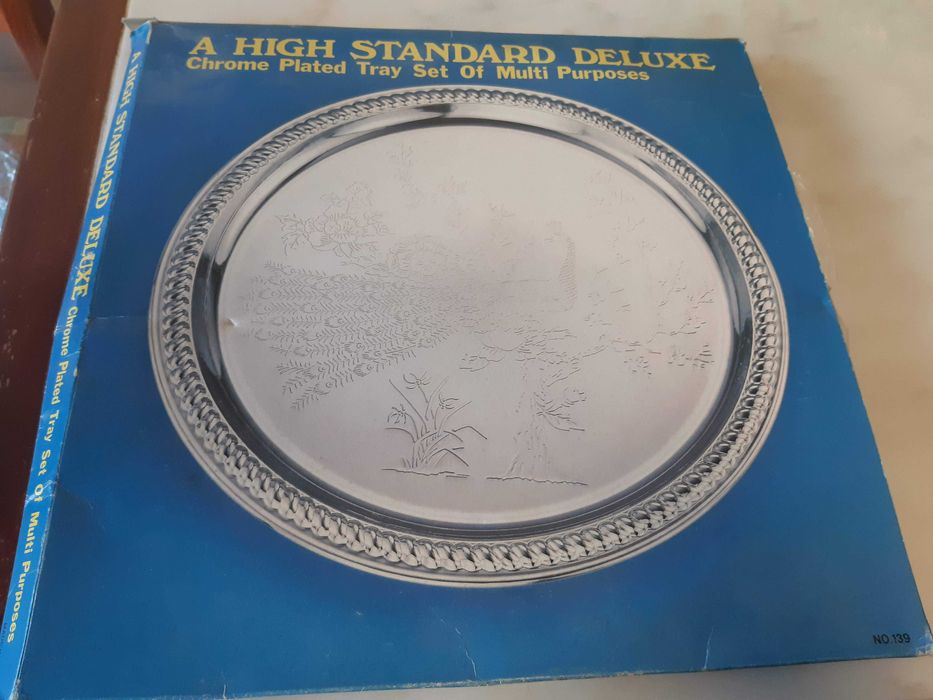 A HIGH STANDARD DELUXE
Chrome Plated Tray Set Of Multi Purposes
A HIGH STANDARD DELUXE Chrome Plated Tray Set Of Multi Purposes
NO.139